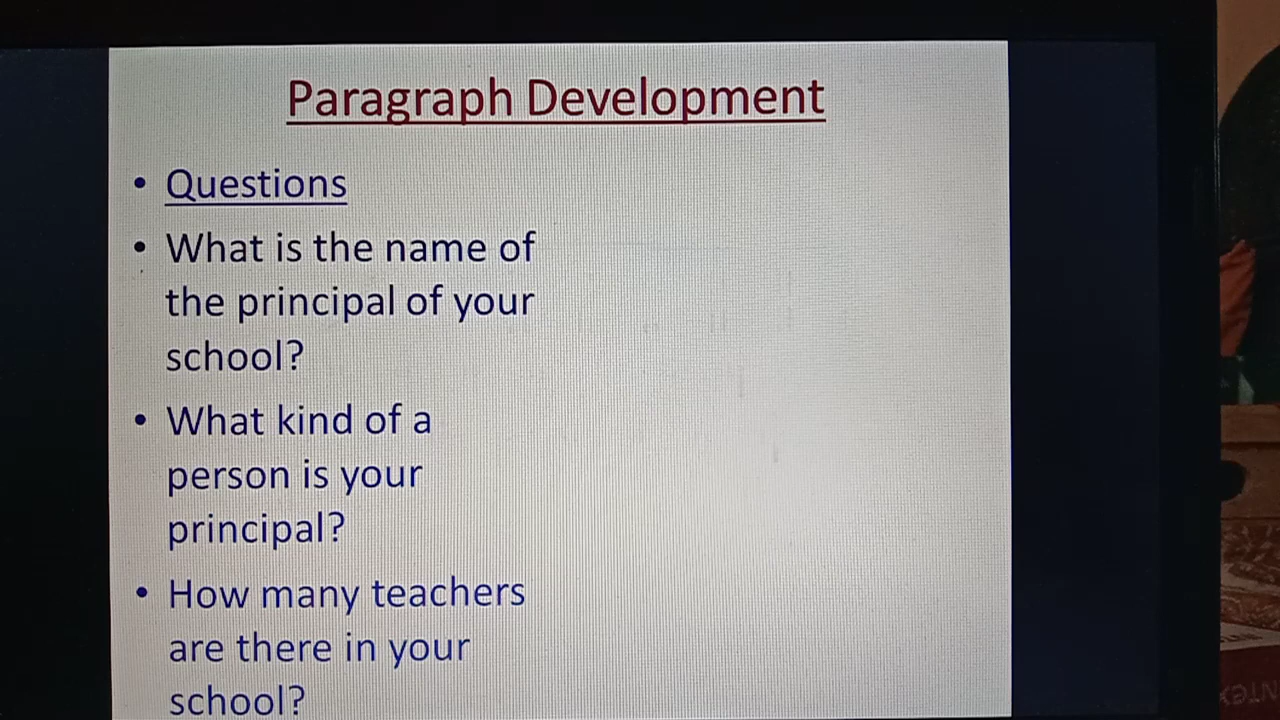 Paragraph Development
• Questions
• What is the name of
the principal of your
school?
• What kind of a
person is your
principal?
• How many teachers
are there in your
school?